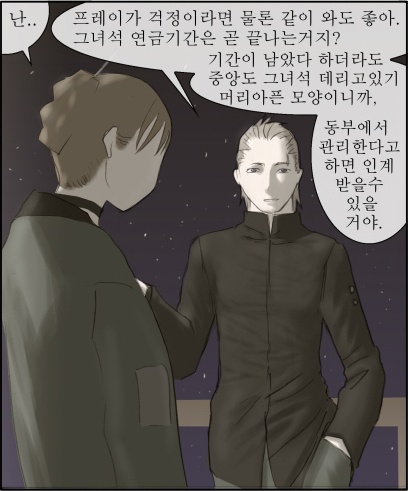 난..
프레이가 걱정이라면 물론 같이 와도 좋아.
그녀석 연금기간은 곧 끝나는거지?
기간이 남았다 하더라도
중앙도 그녀석 데리고있기
머리아픈 모양이니까,
동부에서
관리한다고
하면 인계
받을수
있을
거야.